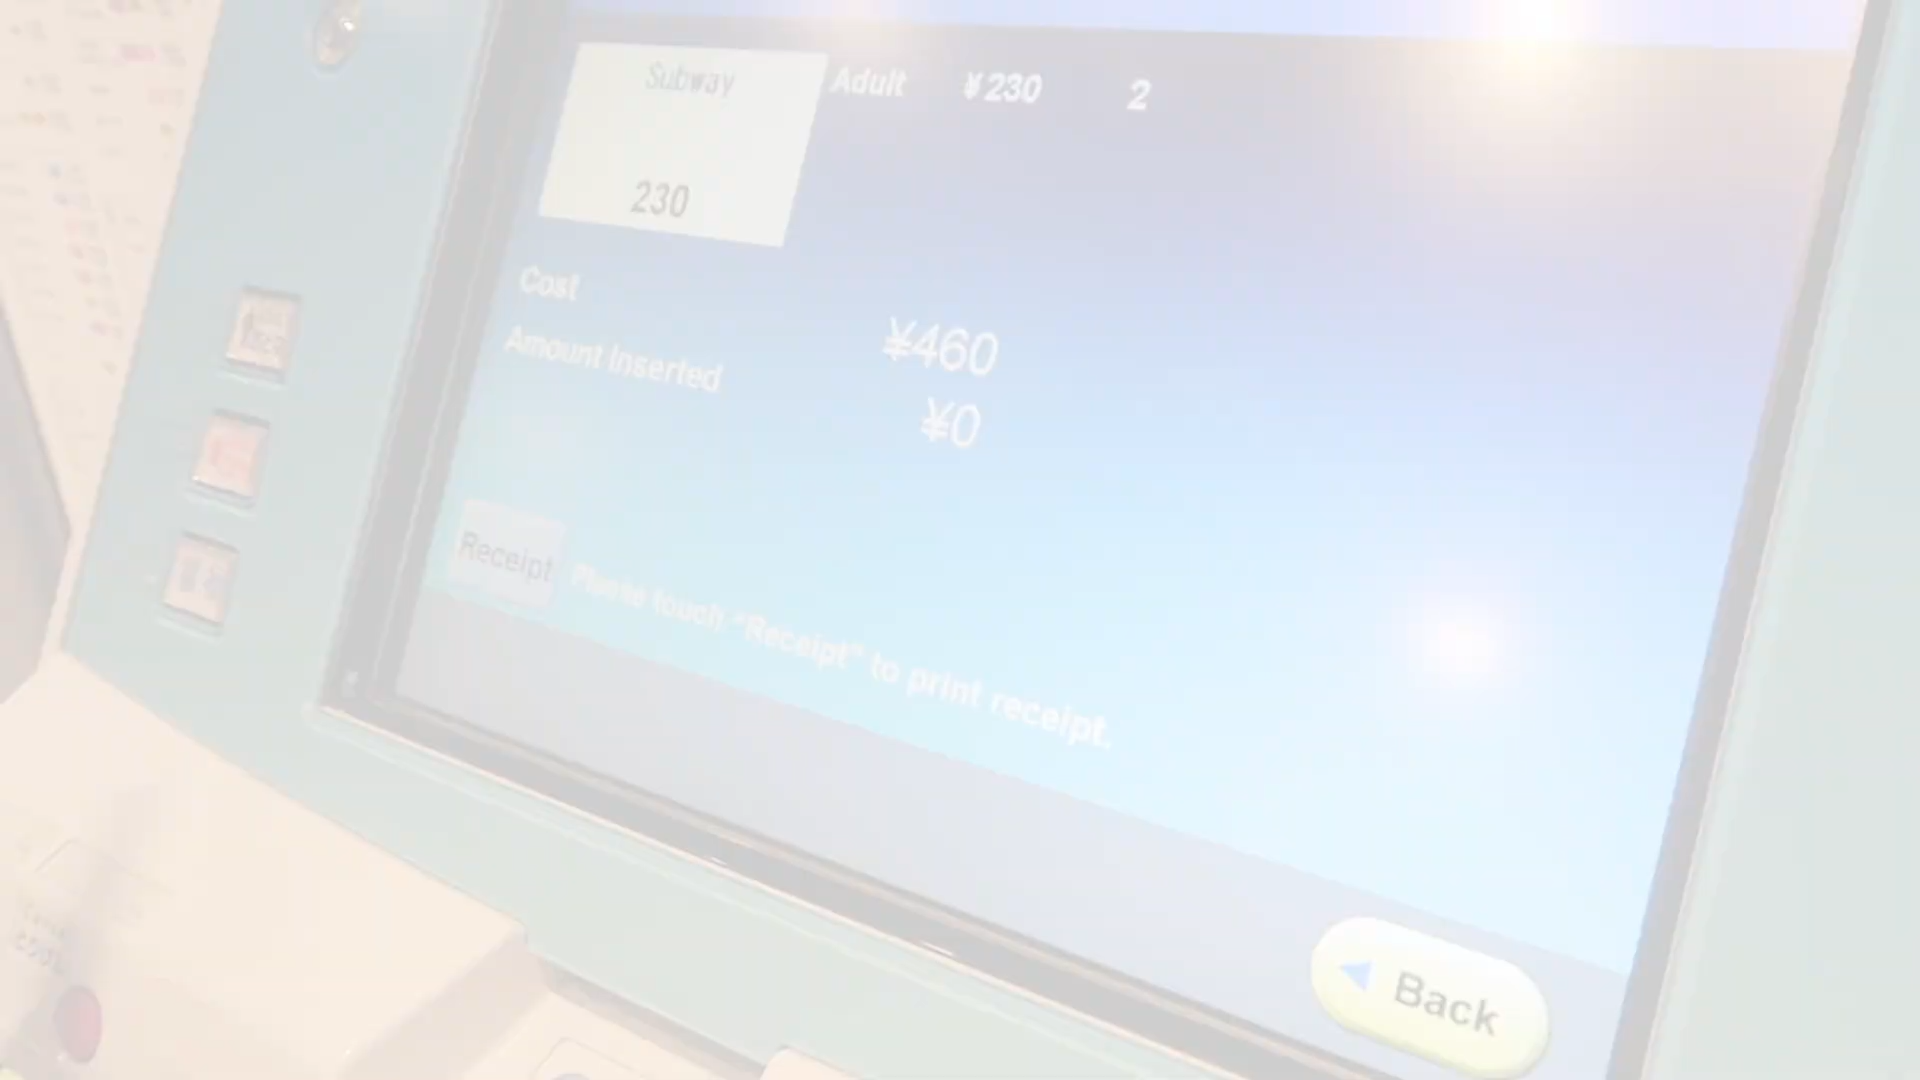 Subway
230
Adult ¥230 2
Cost ¥460
Amount Inserted ¥0
Receipt
Please touch "Receipt" to print receipt.
Back